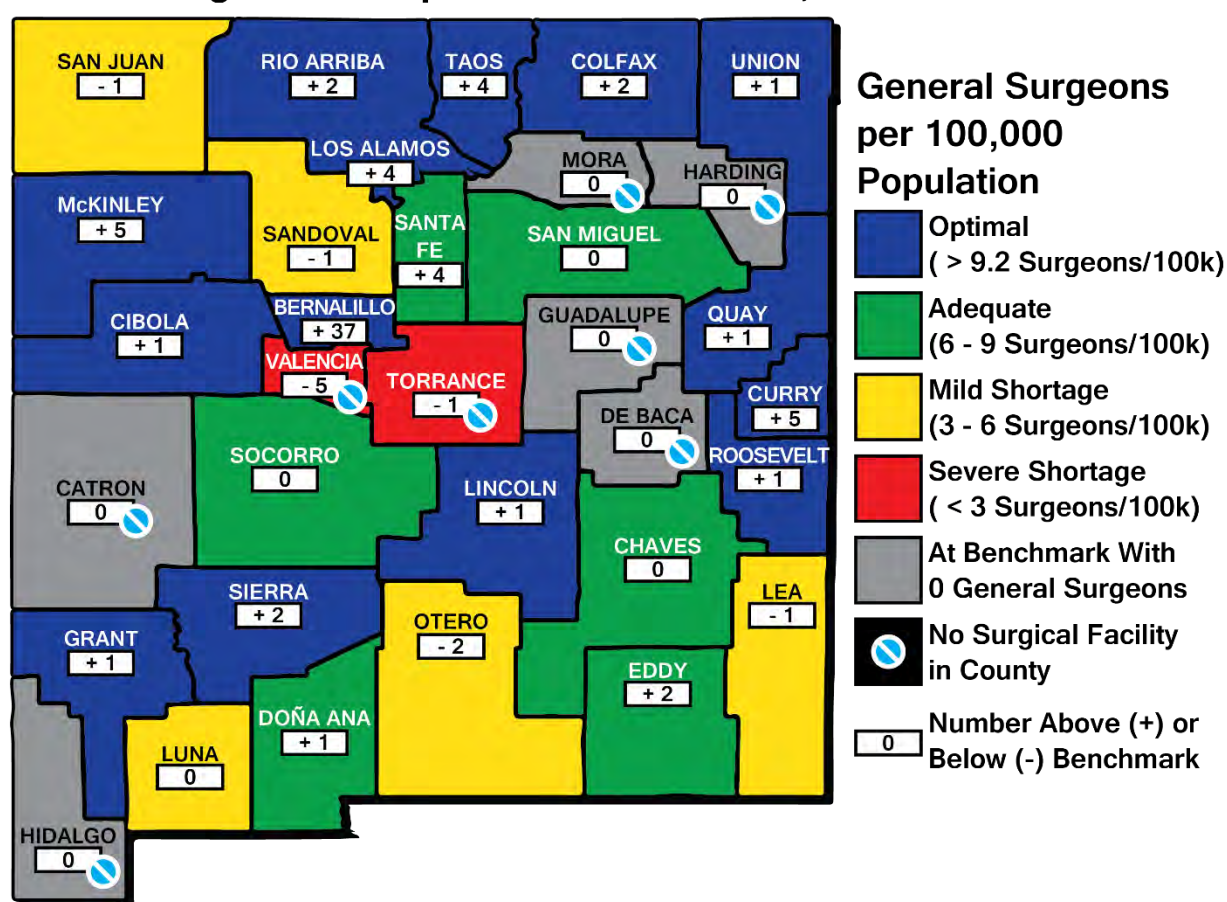 SAN JUAN
- 1
RIO ARRIBA
+ 2
TAOS
+ 4
COLFAX
+ 2
UNION
+ 1
LOS ALAMOS
+ 4
MORA
0
HARDING
0
McKINLEY
+ 5
SANDOVAL
- 1
SANTA
FE
+ 4
SAN MIGUEL
0
CIBOLA
+ 1
BERNALILLO
+ 37
GUADALUPE
0
QUAY
+ 1
VALENCIA
- 5
TORRANCE
- 1
CURRY
+ 5
DE BACA
0
ROOSEVELT
+ 1
CATRON
0
SOCORRO
0
LINCOLN
+ 1
CHAVES
0
SIERRA
+ 2
OTERO
- 2
LEA
- 1
GRANT
+ 1
EDDY
+ 2
DOÑA ANA
+ 1
LUNA
0
HIDALGO
0
General Surgeons
per 100,000
Population
Optimal
( > 9.2 Surgeons/100k)
Adequate
(6 - 9 Surgeons/100k)
Mild Shortage
(3 - 6 Surgeons/100k)
Severe Shortage
( < 3 Surgeons/100k)
At Benchmark With
0 General Surgeons
No Surgical Facility
in County
0
Number Above (+) or
Below (-) Benchmark